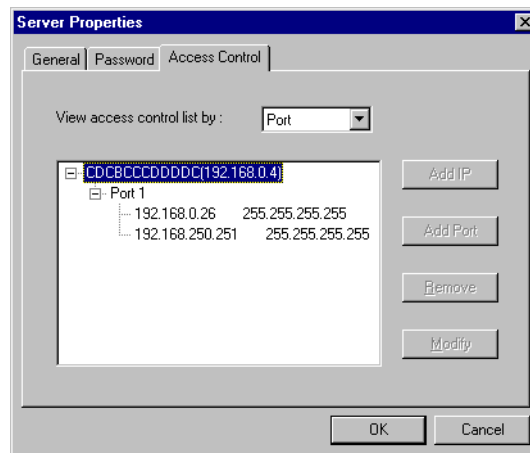 Server Properties
General Password Access Control
View access control list by : Port
CDCBCCCDDDDC(192.168.0.4)
Add IP
Port 1
192.168.0.26 255.255.255.255
192.168.250.251 255.255.255.255
Add Port
Remove
Modify
OK Cancel